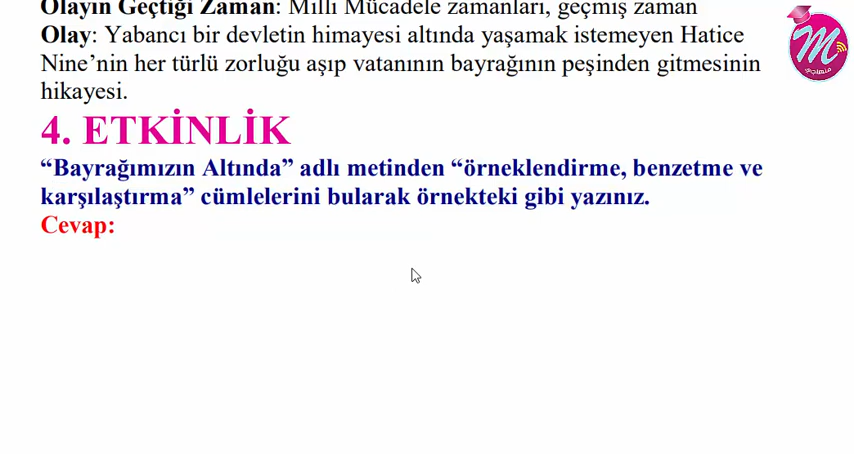 Olayın Geçtiği Zaman: Milli Mücadele zamanları, geçmiş zaman
Olay: Yabancı bir devletin himayesi altında yaşamak istemeyen Hatice
Nine’nin her türlü zorluğu aşıp vatanının bayrağının peşinden gitmesinin
hikayesi.
4. ETKİNLİK
“Bayrağımızın Altında” adlı metinden “örneklendirme, benzetme ve
karşılaştırma” cümlelerini bularak örnekteki gibi yazınız.
Cevap: